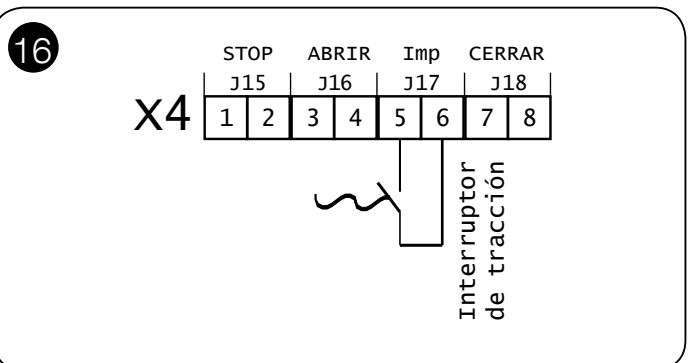 16
STOP ABRIR Imp CERRAR
J15 J16 J17 J18
X4 1 2 3 4 5 6 7 8
Interruptor
de tracción